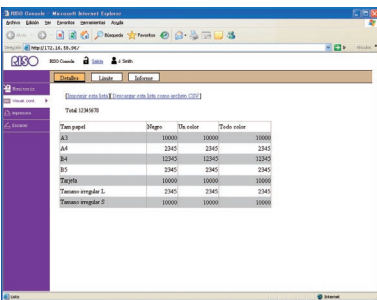 RISO Console - Microsoft Internet Explorer
Archivo Edición Ver Favoritos Herramientas Ayuda
Búsqueda Favoritos
http://172.16.88.96/
RISO RISO Console Salida J. Smith
Detalles Límite Informe
[Imprimir esta lista][Descargar esta lista como archivo CSV]
Total 12345678
Tam papel Negro Un color Todo color
A3 10000 10000 10000
A4 2345 2345 2345
B4 12345 12345 12345
B5 2345 2345 2345
Tarjeta 10000 10000 10000
Tamano irregular L 2345 2345 2345
Tamano irregular S 10000 10000 10000
Visual. cont.
Impresora
Escáner
Listo Internet